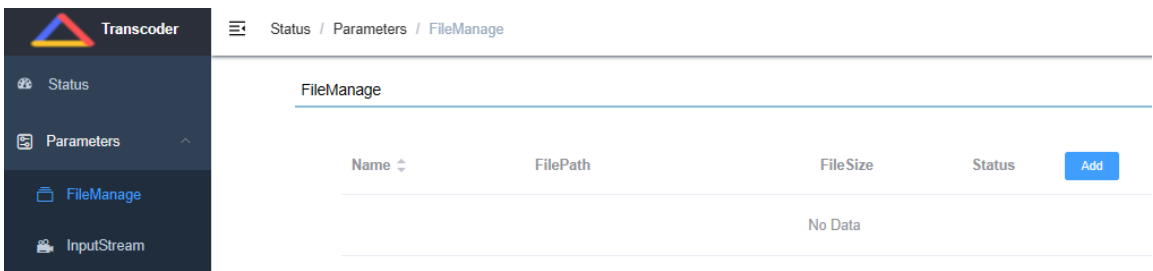 Transcoder
Status / Parameters / FileManage
Status
FileManage
Parameters
Name FilePath FileSize Status Add
FileManage
No Data
InputStream